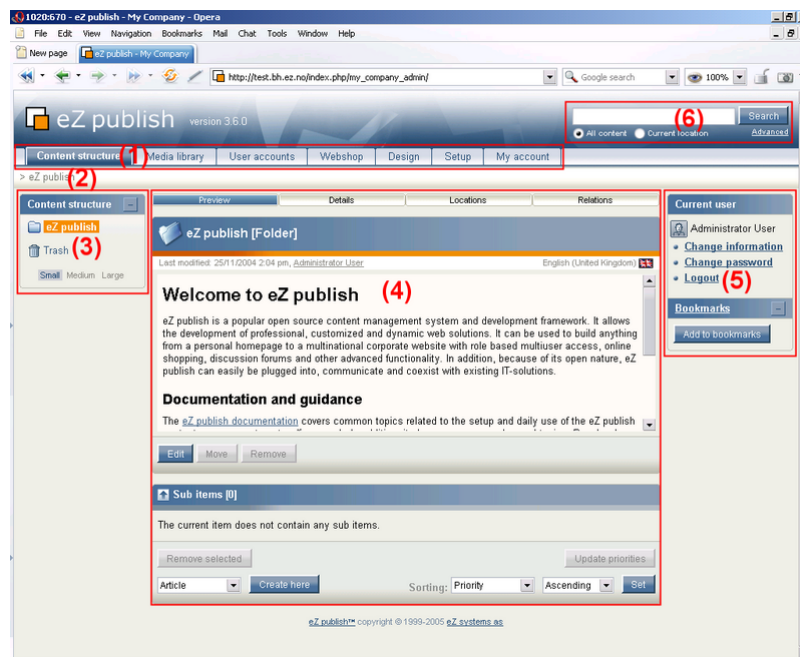 1020:670 - eZ publish - My Company - Opera
File Edit View Navigation Bookmarks Mail Chat Tools Window Help
New page eZ publish - My Company
http://test.bh.ez.no/index.php/my_company_admin/ Google search 100%
eZ publish version 3.6.0
(6) Search
All content Current location Advanced
Content structure (1) Media library User accounts Webshop Design Setup My account
> eZ publish (2)
Content structure
eZ publish
Trash (3)
Small Medium Large
Preview Details Locations Relations
eZ publish [Folder]
Last modified: 25/11/2004 2:04 pm, Administrator User English (United Kingdom)
Welcome to eZ publish (4)
eZ publish is a popular open source content management system and development framework. It allows
the development of professional, customized and dynamic web solutions. It can be used to build anything
from a personal homepage to a multinational corporate website with role based multiuser access, online
shopping, discussion forums and other advanced functionality. In addition, because of its open nature, eZ
publish can easily be plugged into, communicate and coexist with existing IT-solutions.
Documentation and guidance
The eZ publish documentation covers common topics related to the setup and daily use of the eZ publish
Edit Move Remove
Sub items [0]
The current item does not contain any sub items.
Remove selected Update priorities
Article Create here Sorting: Priority Ascending Set
Current user
Administrator User
Change information
Change password
Logout (5)
Bookmarks
Add to bookmarks
eZ publish™ copyright © 1999-2005 eZ systems as